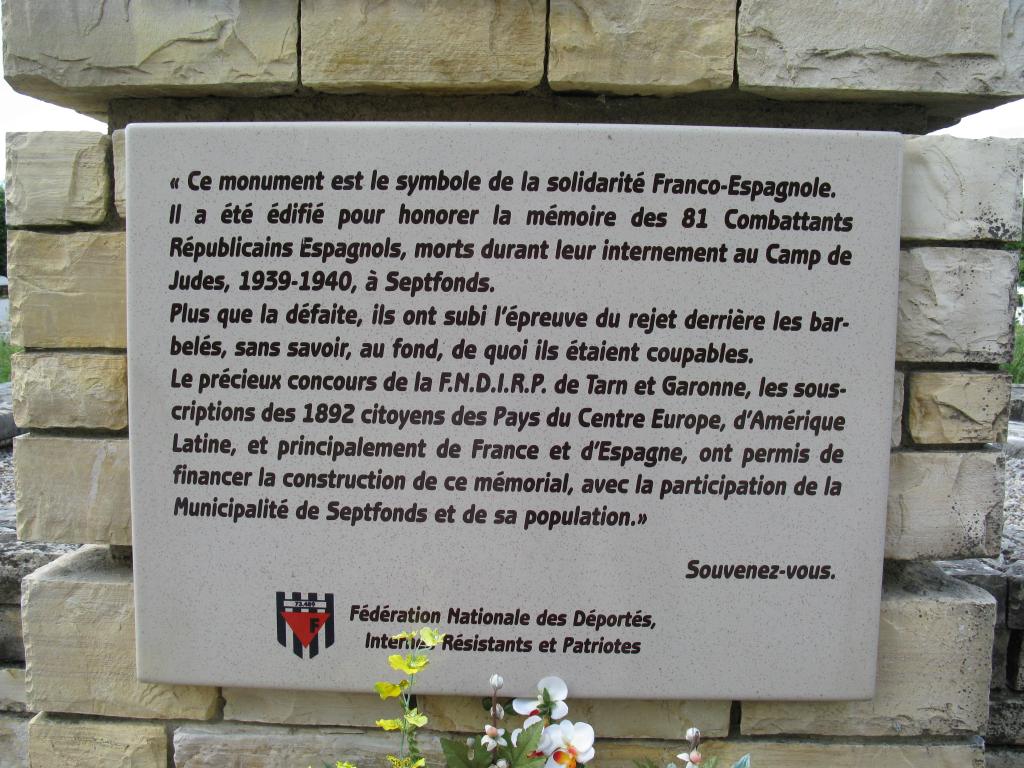 « Ce monument est le symbole de la solidarité Franco-Espagnole.
Il a été édifié pour honorer la mémoire des 81 Combattants
Républicains Espagnols, morts durant leur internement au Camp de
Judes, 1939-1940, à Septfonds.
Plus que la défaite, ils ont subi l'épreuve du rejet derrière les bar-
belés, sans savoir, au fond, de quoi ils étaient coupables.
Le précieux concours de la F.N.D.I.R.P. de Tarn et Garonne, les sous-
criptions des 1892 citoyens des Pays du Centre Europe, d'Amérique
Latine, et principalement de France et d'Espagne, ont permis de
financer la construction de ce mémorial, avec la participation de la
Municipalité de Septfonds et de sa population.»
Souvenez-vous.
73.489
F
Fédération Nationale des Déportés,
Internés Résistants et Patriotes